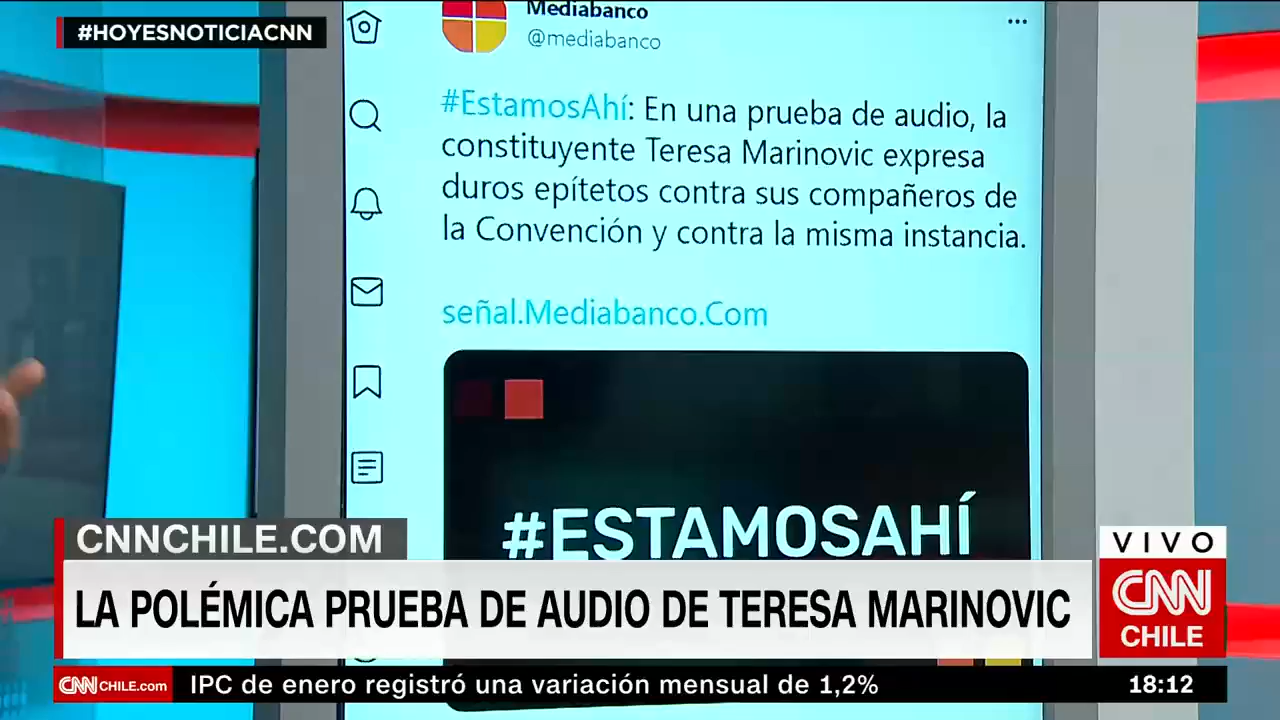 #HOYESNOTICIACNN
Mediabanco
@mediabanco
#EstamosAhí: En una prueba de audio, la
constituyente Teresa Marinovic expresa
duros epítetos contra sus compañeros de
la Convención y contra la misma instancia.
señal.Mediabanco.Com
#ESTAMOSAHÍ
CNNCHILE.COM
LA POLÉMICA PRUEBA DE AUDIO DE TERESA MARINOVIC
VIVO
CNN
CHILE
CNNCHILE.com IPC de enero registró una variación mensual de 1,2% 18:12